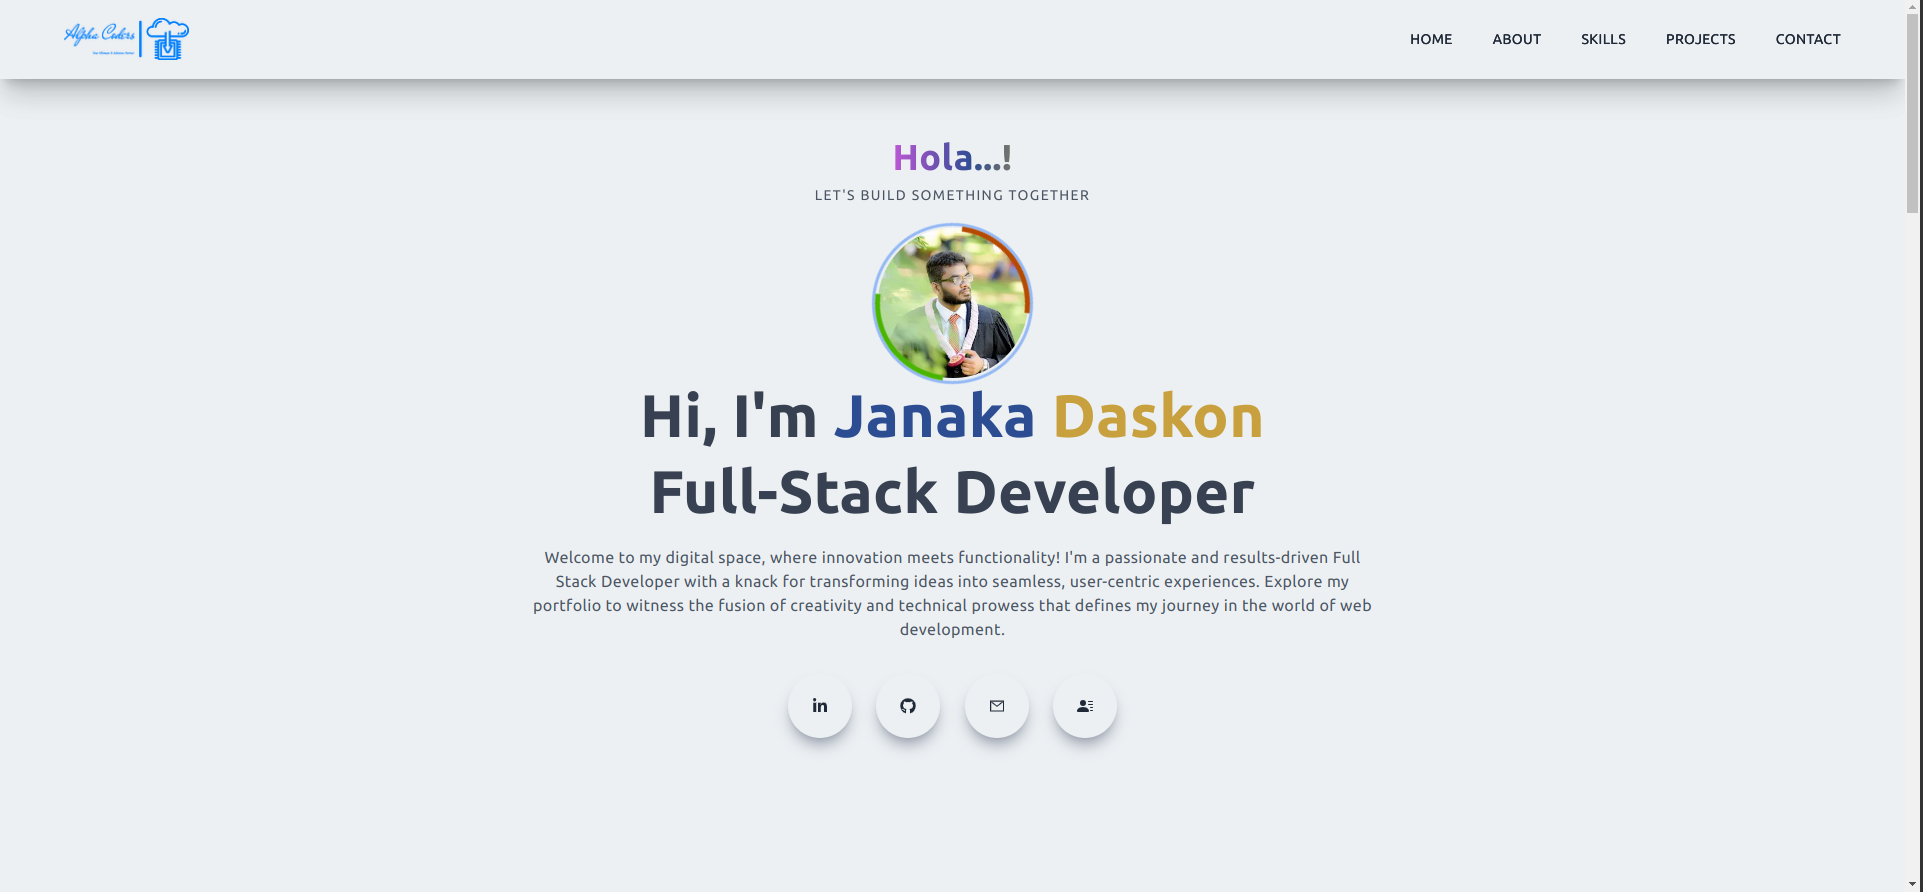 Alpha Coders
HOME ABOUT SKILLS PROJECTS CONTACT
Hola...!
LET'S BUILD SOMETHING TOGETHER
Hi, I'm Janaka Daskon
Full-Stack Developer
Welcome to my digital space, where innovation meets functionality! I'm a passionate and results-driven Full
Stack Developer with a knack for transforming ideas into seamless, user-centric experiences. Explore my
portfolio to witness the fusion of creativity and technical prowess that defines my journey in the world of web
development.
in